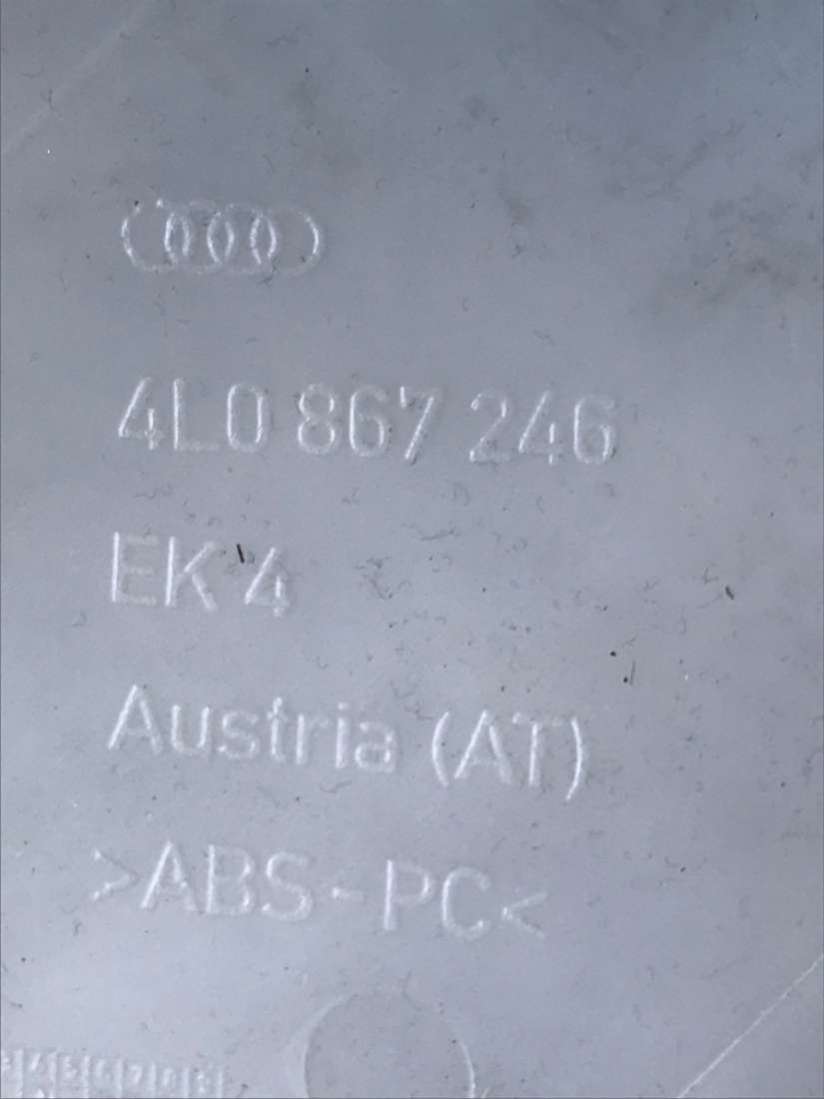 4L0 867 246
EK 4
Austria (AT)
>ABS-PC<